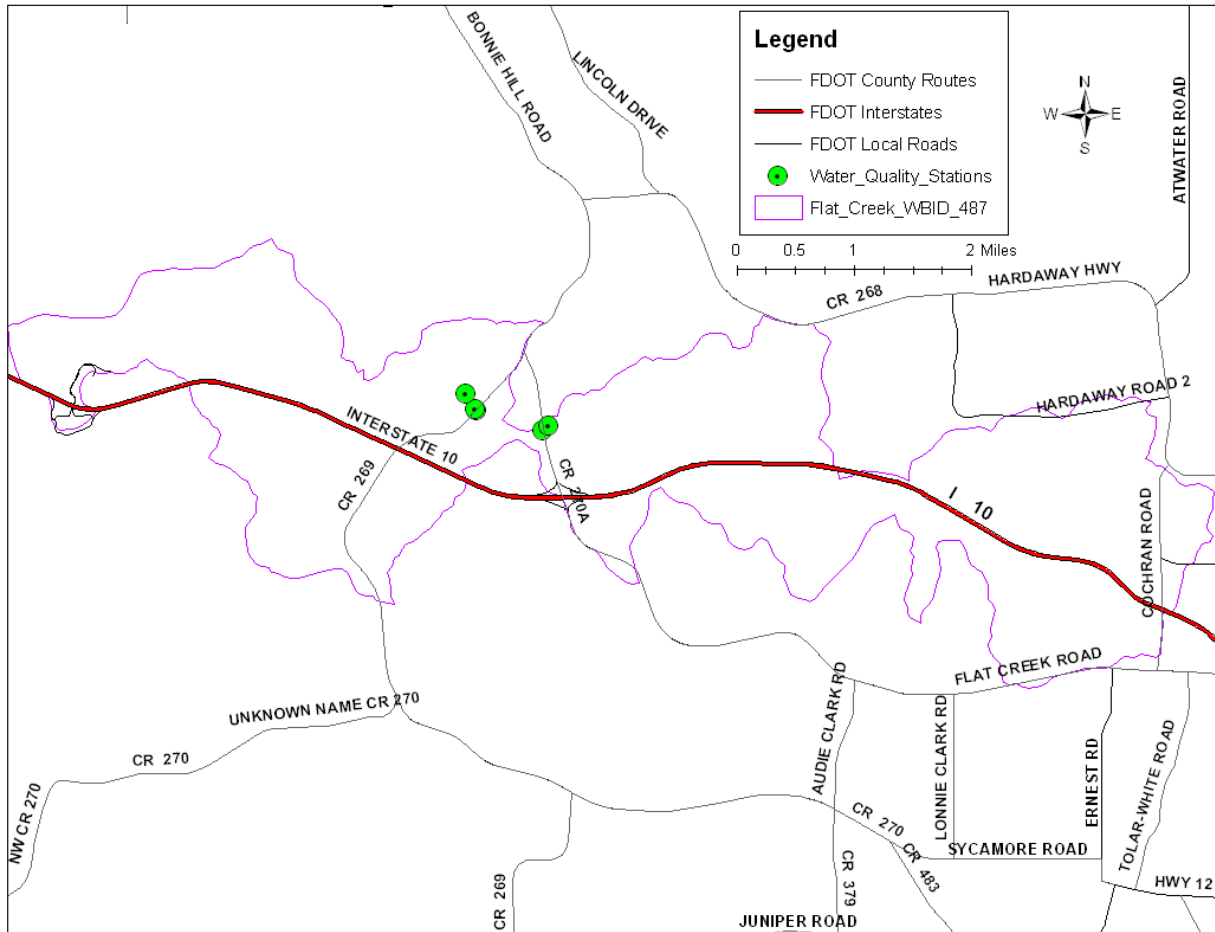 BONNIE HILL ROAD
LINCOLN DRIVE
Legend
FDOT County Routes
FDOT Interstates
FDOT Local Roads
Water_Quality_Stations
Flat_Creek_WBID_487
N
W E
S
ATWATER ROAD
0 0.5 1 2 Miles
HARDAWAY HWY
CR 268
HARDAWAY ROAD 2
INTERSTATE 10
CR 269
CR 270A
I 10
COCHRAN ROAD
FLAT CREEK ROAD
UNKNOWN NAME CR 270
CR 270
NW CR 270
AUDIE CLARK RD
LONNIE CLARK RD
ERNEST RD
TOLAR-WHITE ROAD
CR 270
SYCAMORE ROAD
CR 483
CR 379
CR 269
HWY 12
JUNIPER ROAD